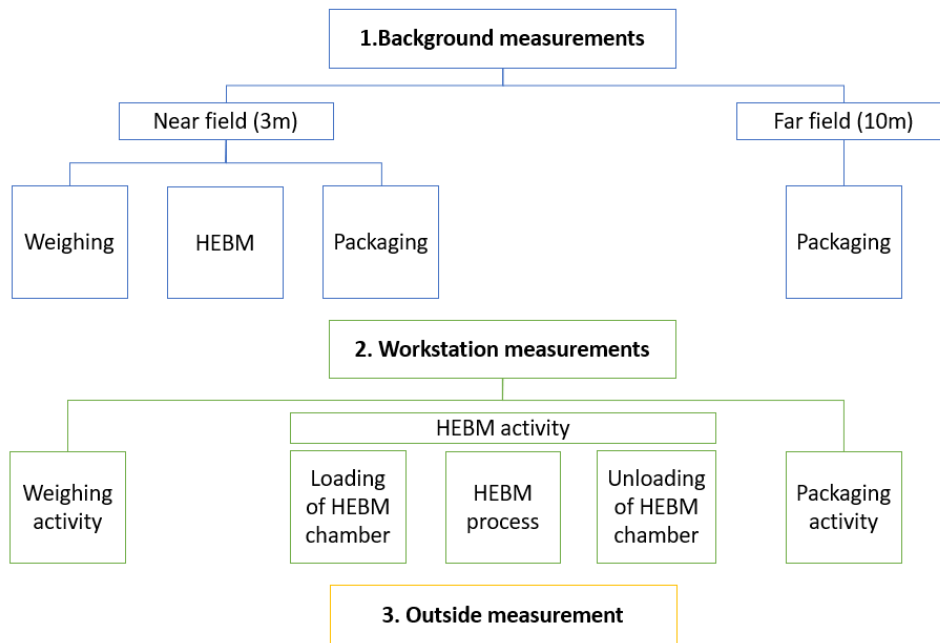 1.Background measurements
Near field (3m)
Far field (10m)
Weighing
HEBM
Packaging
Packaging
2. Workstation measurements
HEBM activity
Weighing
activity
Loading
of HEBM
chamber
HEBM
process
Unloading
of HEBM
chamber
Packaging
activity
3. Outside measurement